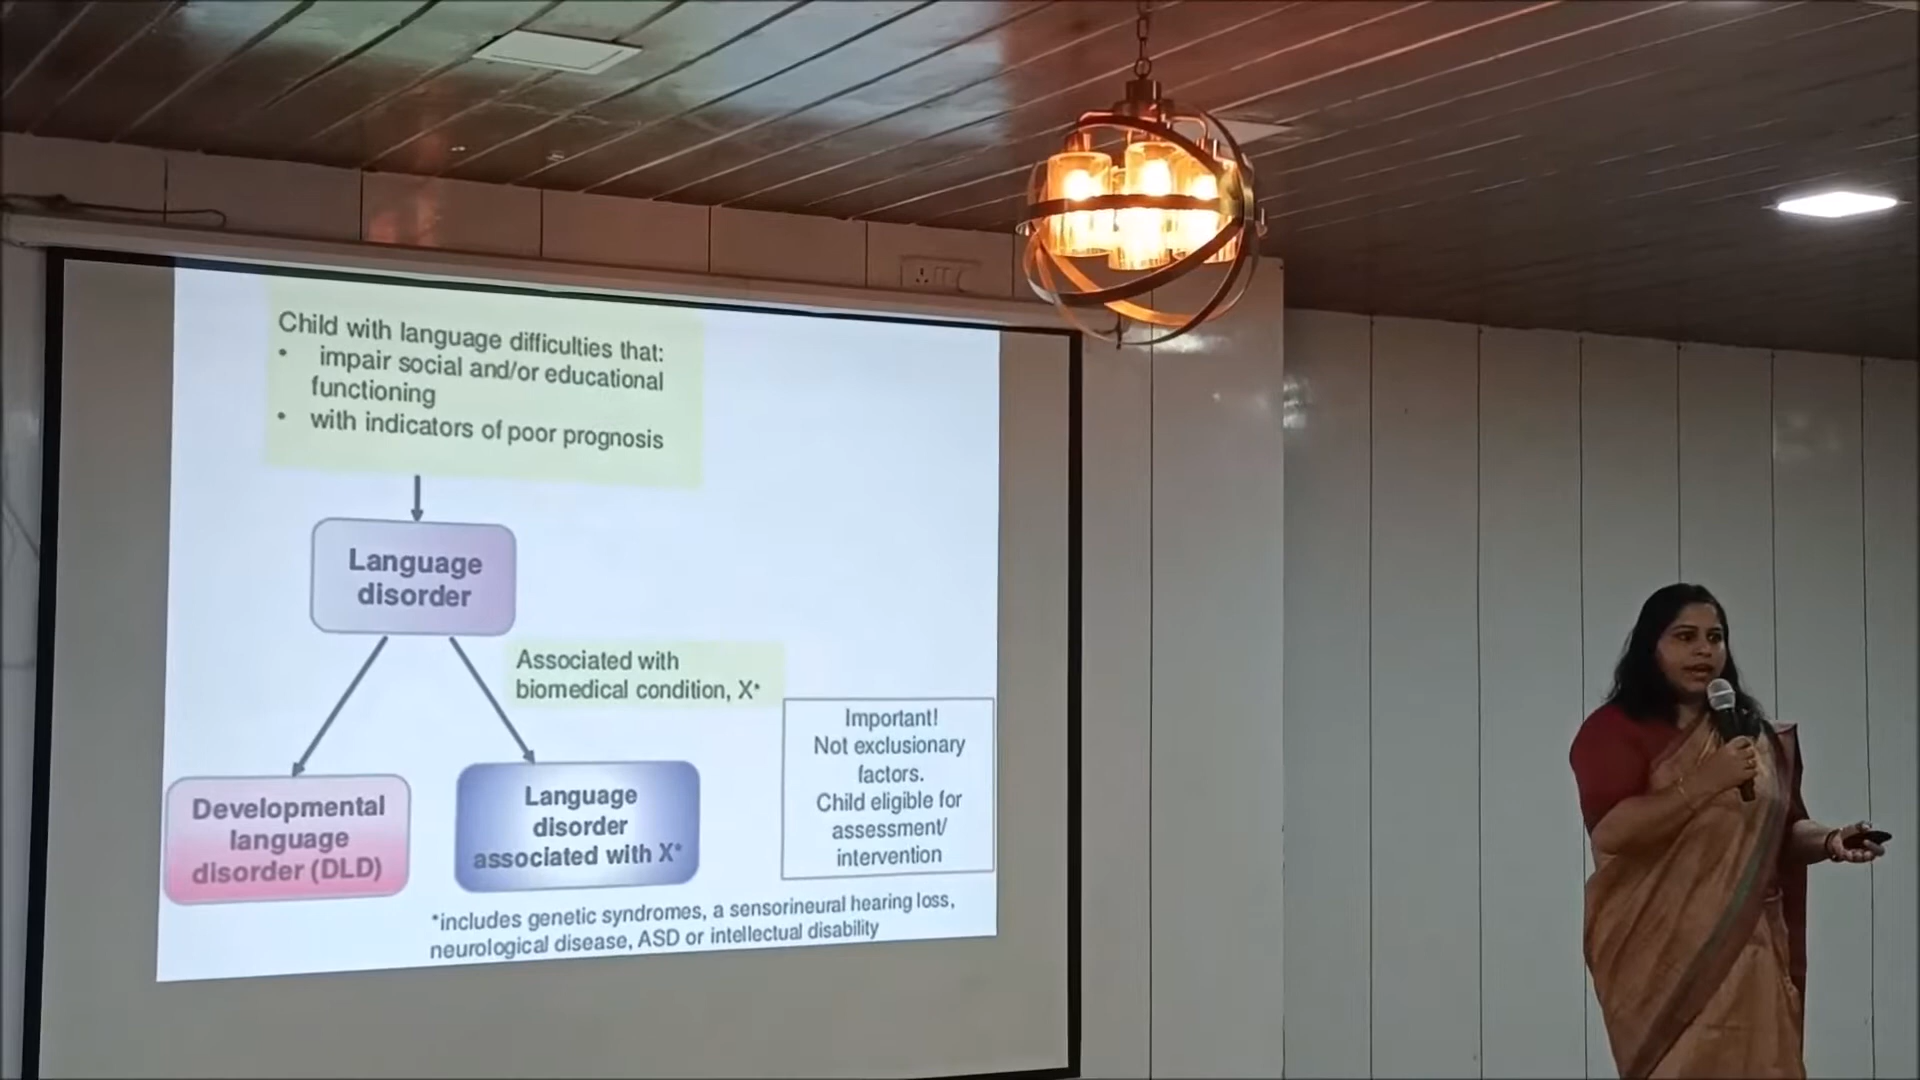 Child with language difficulties that:
• impair social and/or educational
functioning
• with indicators of poor prognosis
Language
disorder
Associated with
biomedical condition, X*
Developmental
language
disorder (DLD)
Language
disorder
associated with X*
Important!
Not exclusionary
factors.
Child eligible for
assessment/
intervention
*includes genetic syndromes, a sensorineural hearing loss,
neurological disease, ASD or intellectual disability